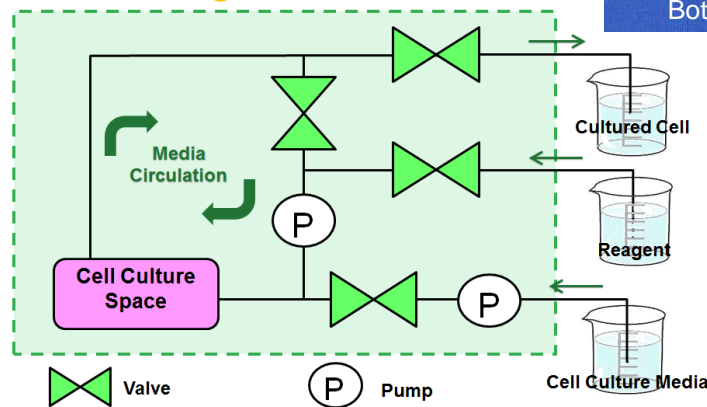 Bot
Cultured Cell
Media
Circulation
P
Reagent
Cell Culture
Space
P
Cell Culture Media
Valve
P
Pump